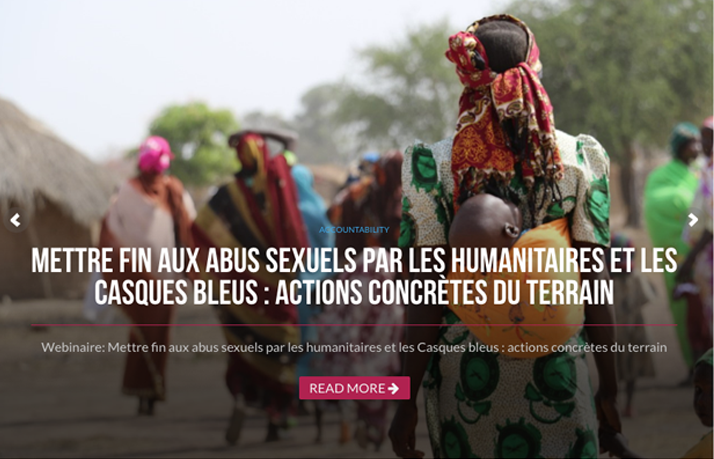 ACCOUNTABILITY
METTRE FIN AUX ABUS SEXUELS PAR LES HUMANITAIRES ET LES
CASQUES BLEUS : ACTIONS CONCRÈTES DU TERRAIN
Webinaire: Mettre fin aux abus sexuels par les humanitaires et les Casques bleus : actions concrètes du terrain
READ MORE